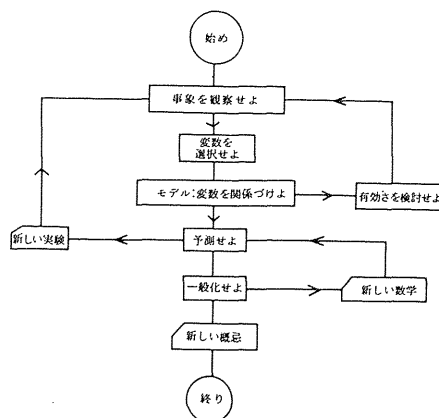 始め
事象を観察せよ
変数を
選択せよ
モデル:変数を関係づけよ
有効さを検討せよ
新しい実験
予測せよ
一般化せよ
新しい数学
新しい概忌
終り